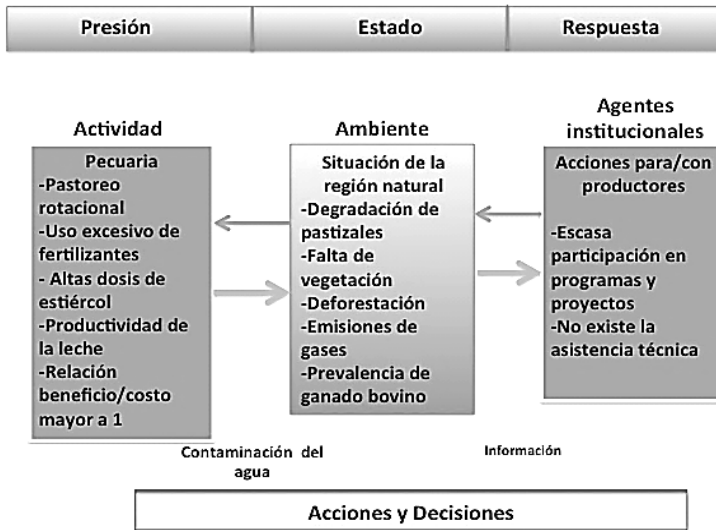 Presión
Estado
Respuesta
Actividad
Pecuaria
-Pastoreo
rotacional
-Uso excesivo de
fertilizantes
- Altas dosis de
estiércol
-Productividad de
la leche
-Relación
beneficio/costo
mayor a 1
Ambiente
Situación de la
región natural
-Degradación de
pastizales
-Falta de
vegetación
-Deforestación
-Emisiones de
gases
-Prevalencia de
ganado bovino
Agentes
institucionales
Acciones para/con
productores
-Escasa
participación en
programas y
proyectos
-No existe la
asistencia técnica
Contaminación del
agua
Información
Acciones y Decisiones